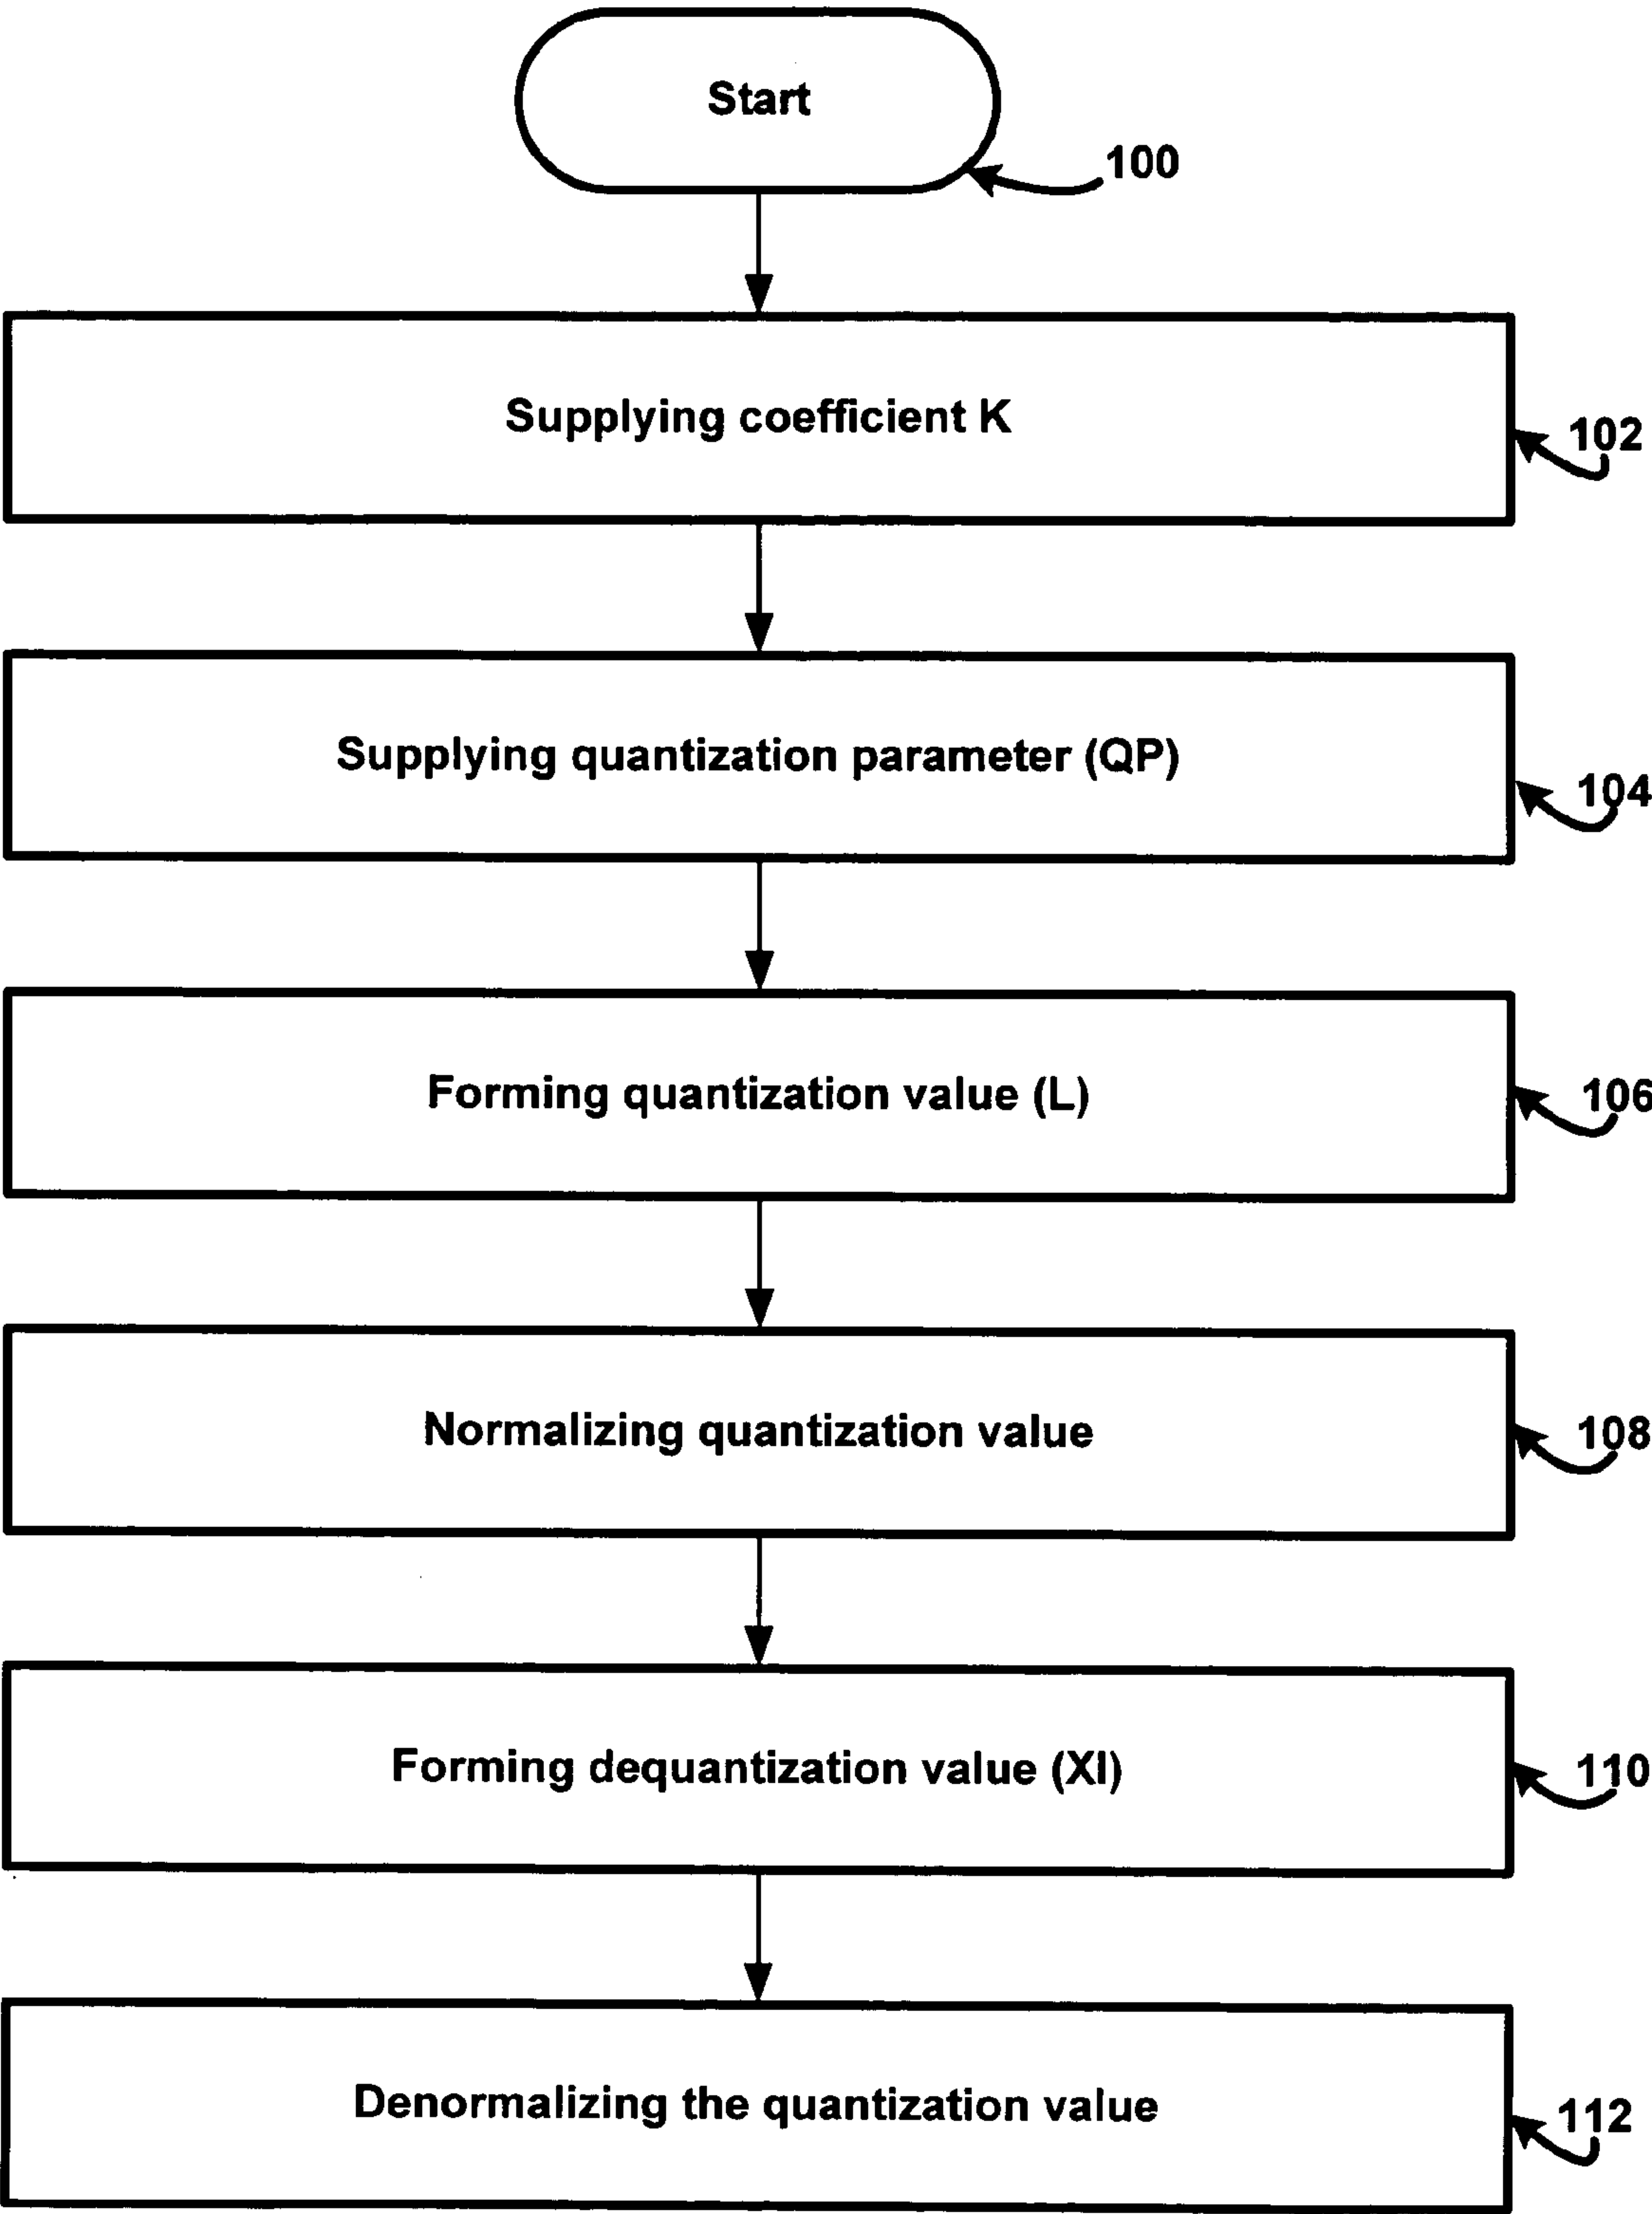 Start
100
Supplying coefficient K
102
Supplying quantization parameter (QP)
104
Forming quantization value (L)
106
Normalizing quantization value
108
Forming dequantization value (XI)
110
Denormalizing the quantization value
112